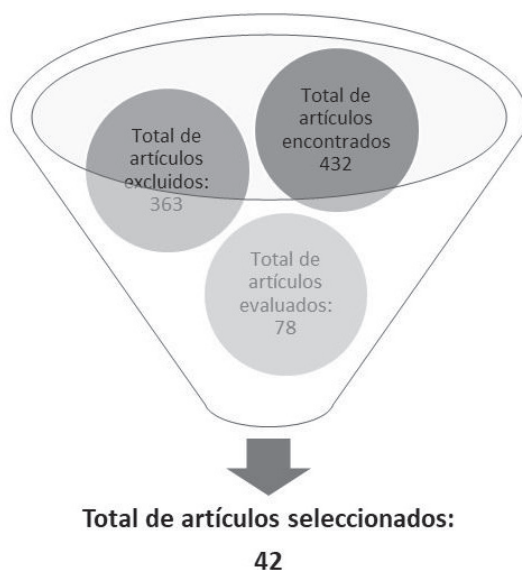 Total de
artículos
encontrados
432
Total de
artículos
excluidos:
363
Total de
artículos
evaluados:
78
Total de artículos seleccionados:
42